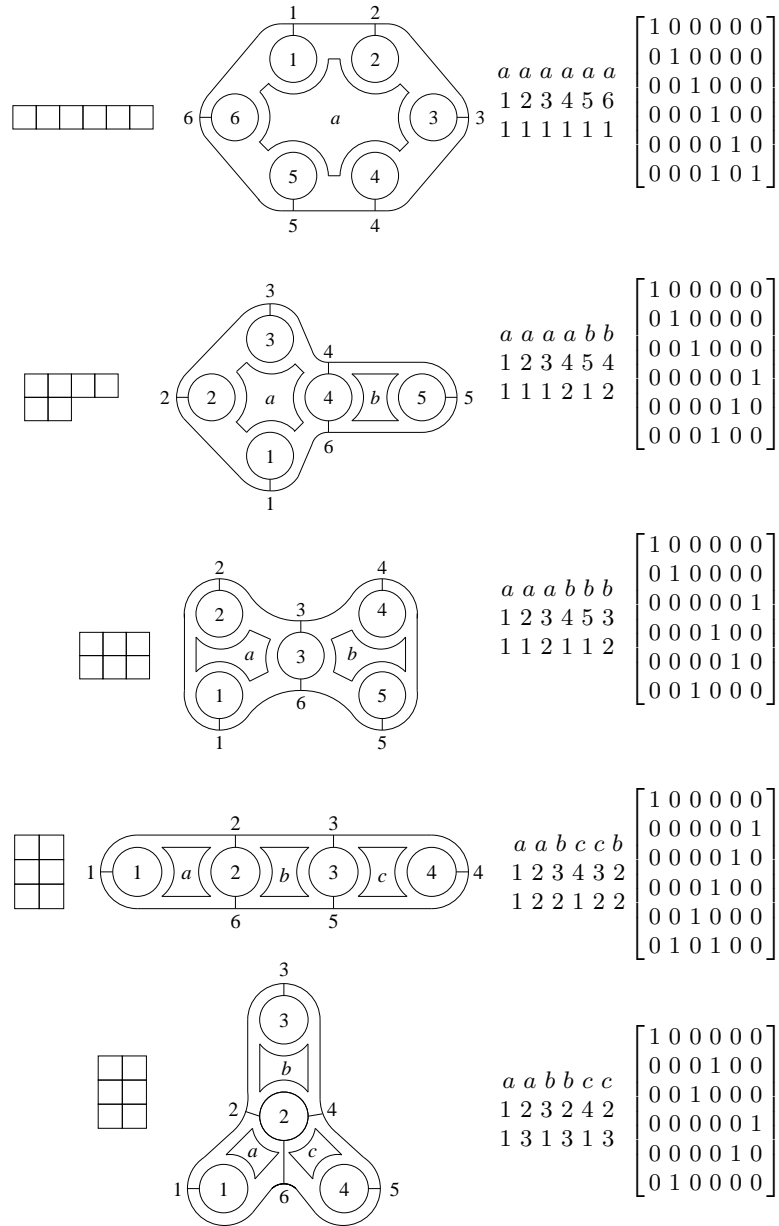 1 2
1 2
6 6 a 3 3
5 4
5 4
a a a a a a
1 2 3 4 5 6
1 1 1 1 1 1
1 0 0 0 0 0
0 1 0 0 0 0
0 0 1 0 0 0
0 0 0 1 0 0
0 0 0 0 1 0
0 0 0 1 0 1
3
3
4
2 2 a 4 b 5 5
6
1
1
a a a a b b
1 2 3 4 5 4
1 1 1 2 1 2
1 0 0 0 0 0
0 1 0 0 0 0
0 0 1 0 0 0
0 0 0 0 0 1
0 0 0 0 1 0
0 0 0 1 0 0
2 4
2 3 4
a 3 b
1 6 5
1 5
a a a b b b
1 2 3 4 5 3
1 1 2 1 1 2
1 0 0 0 0 0
0 1 0 0 0 0
0 0 0 0 0 1
0 0 0 1 0 0
0 0 0 0 1 0
0 0 1 0 0 0
2 3
1 1 a 2 b 3 c 4 4
6 5
a a b c c b
1 2 3 4 3 2
1 2 2 1 2 2
1 0 0 0 0 0
0 0 0 0 0 1
0 0 0 0 1 0
0 0 0 1 0 0
0 0 1 0 0 0
0 1 0 1 0 0
3
3
b
2 2 4
a c
1 1 6 4 5
a a b b c c
1 2 3 2 4 2
1 3 1 3 1 3
1 0 0 0 0 0
0 0 0 1 0 0
0 0 1 0 0 0
0 0 0 0 0 1
0 0 0 0 1 0
0 1 0 0 0 0